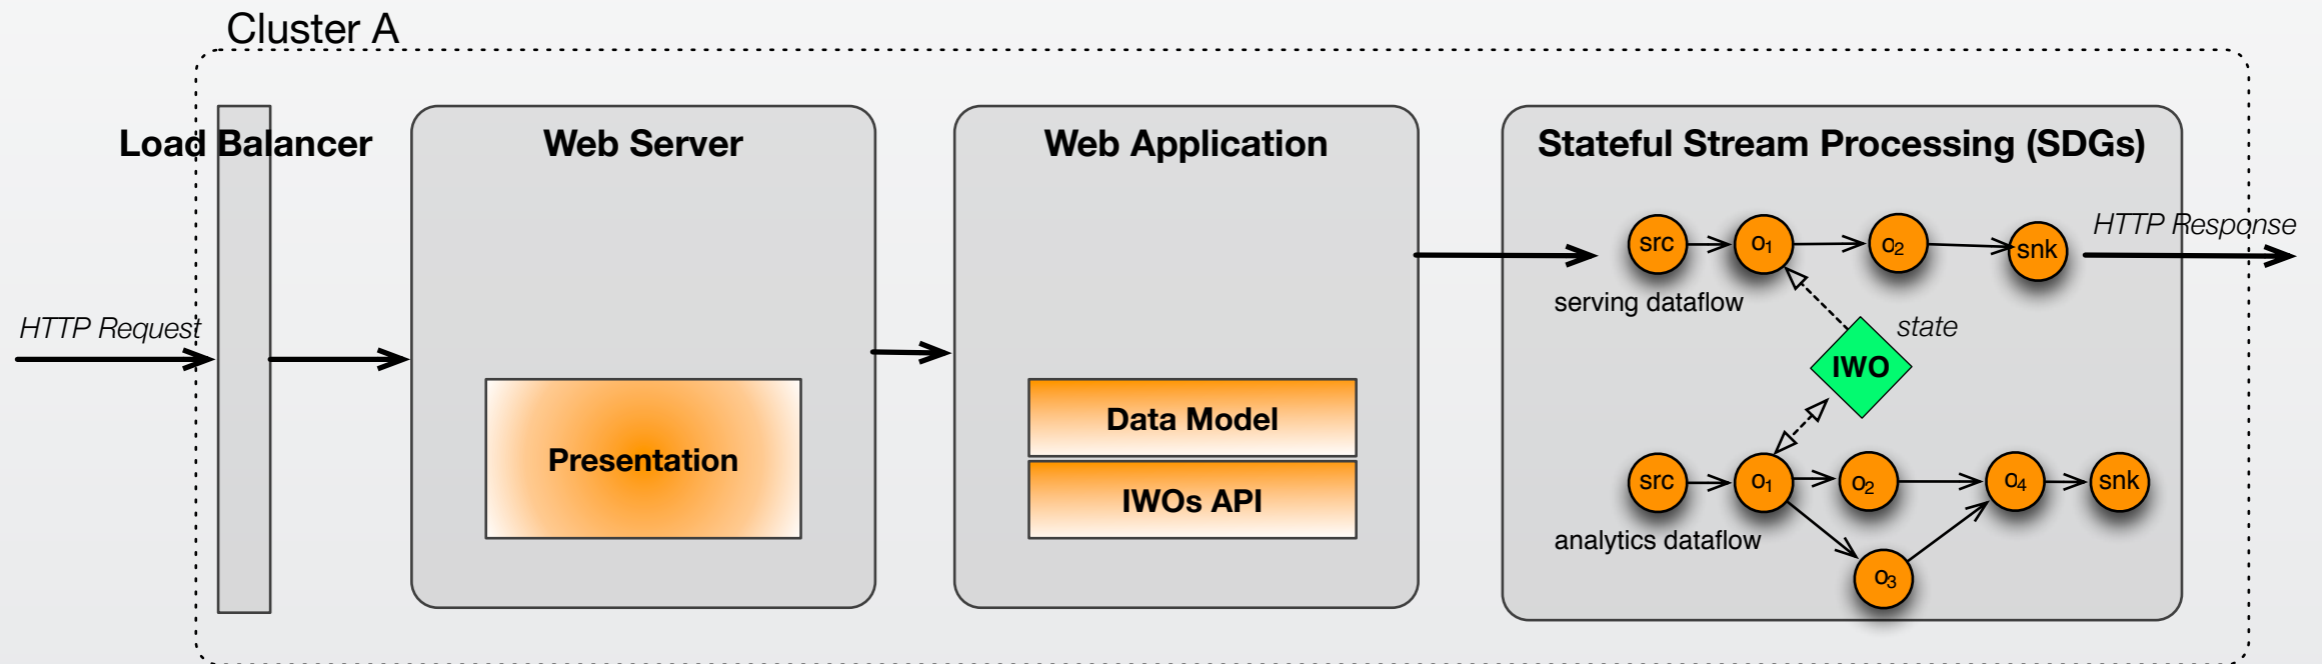 Cluster A
Load Balancer
Web Server
Web Application
Stateful Stream Processing (SDGs)
HTTP Request
Presentation
Data Model
IWOs API
src
o₁
o₂
snk
HTTP Response
serving dataflow
state
IWO
src
o₁
o₂
o₄
snk
analytics dataflow
o₃